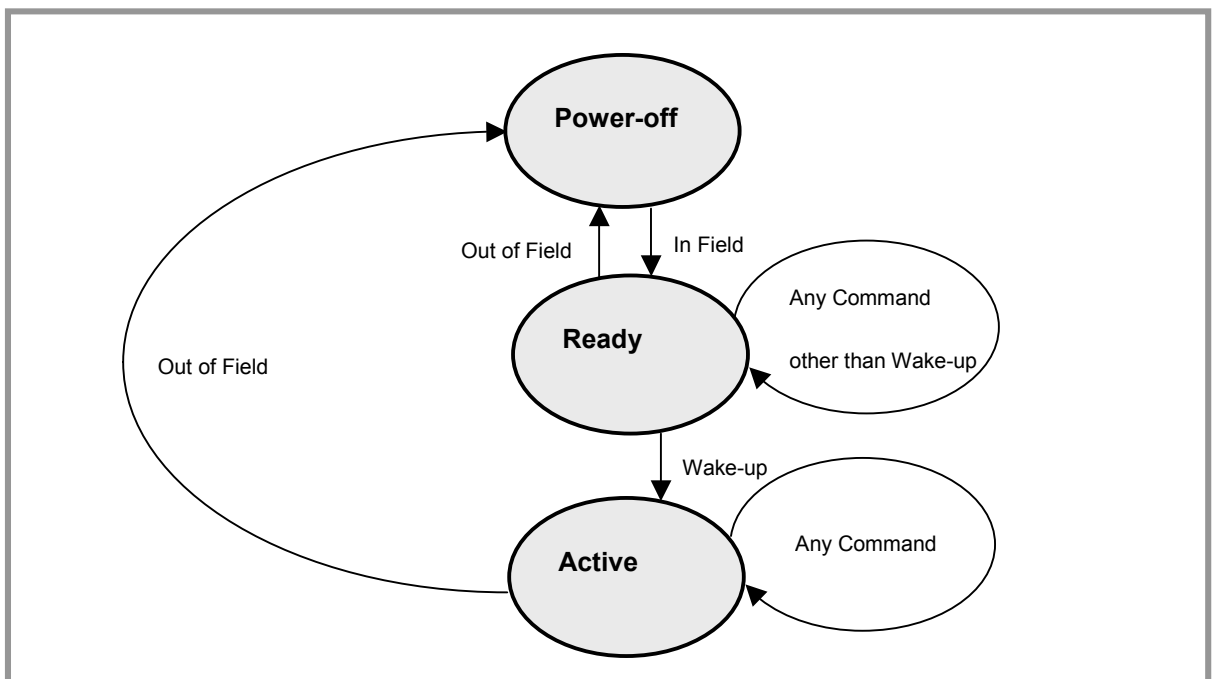 Power-off
Out of Field
In Field
Any Command
other than Wake-up
Ready
Out of Field
Wake-up
Any Command
Active